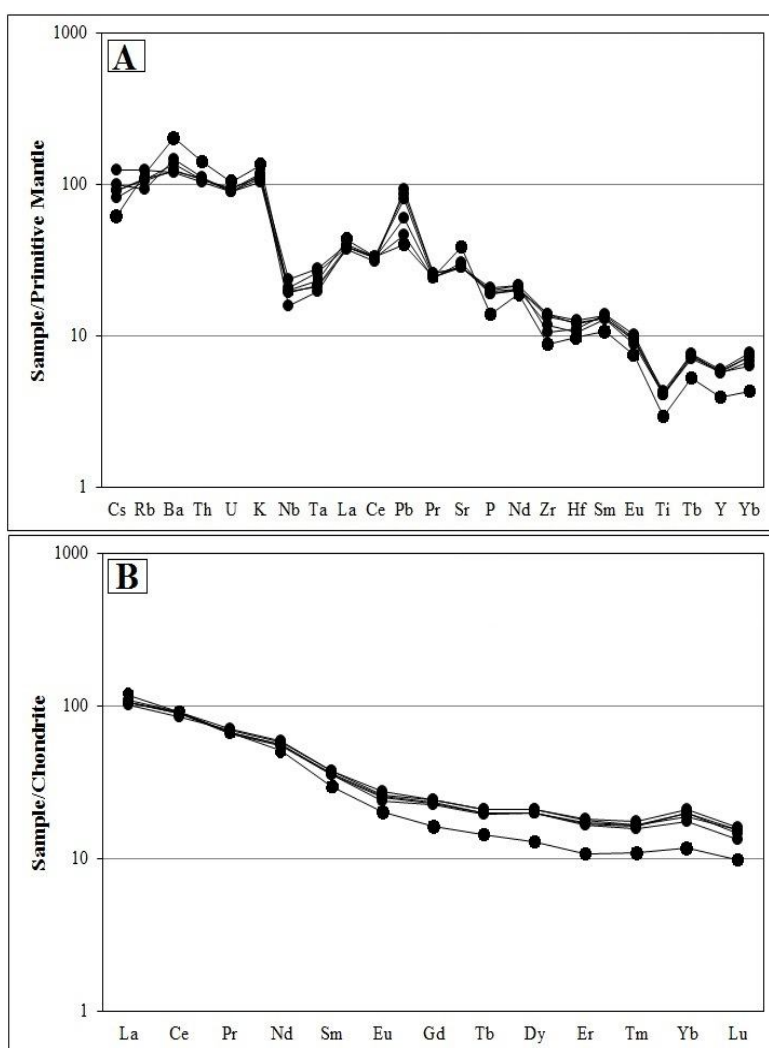 A
1000
100
10
1
Sample/Primitive Mantle
Cs Rb Ba Th U K Nb Ta La Ce Pb Pr Sr P Nd Zr Hf Sm Eu Ti Tb Y Yb
B
1000
100
10
1
Sample/Chondrite
La Ce Pr Nd Sm Eu Gd Tb Dy Er Tm Yb Lu